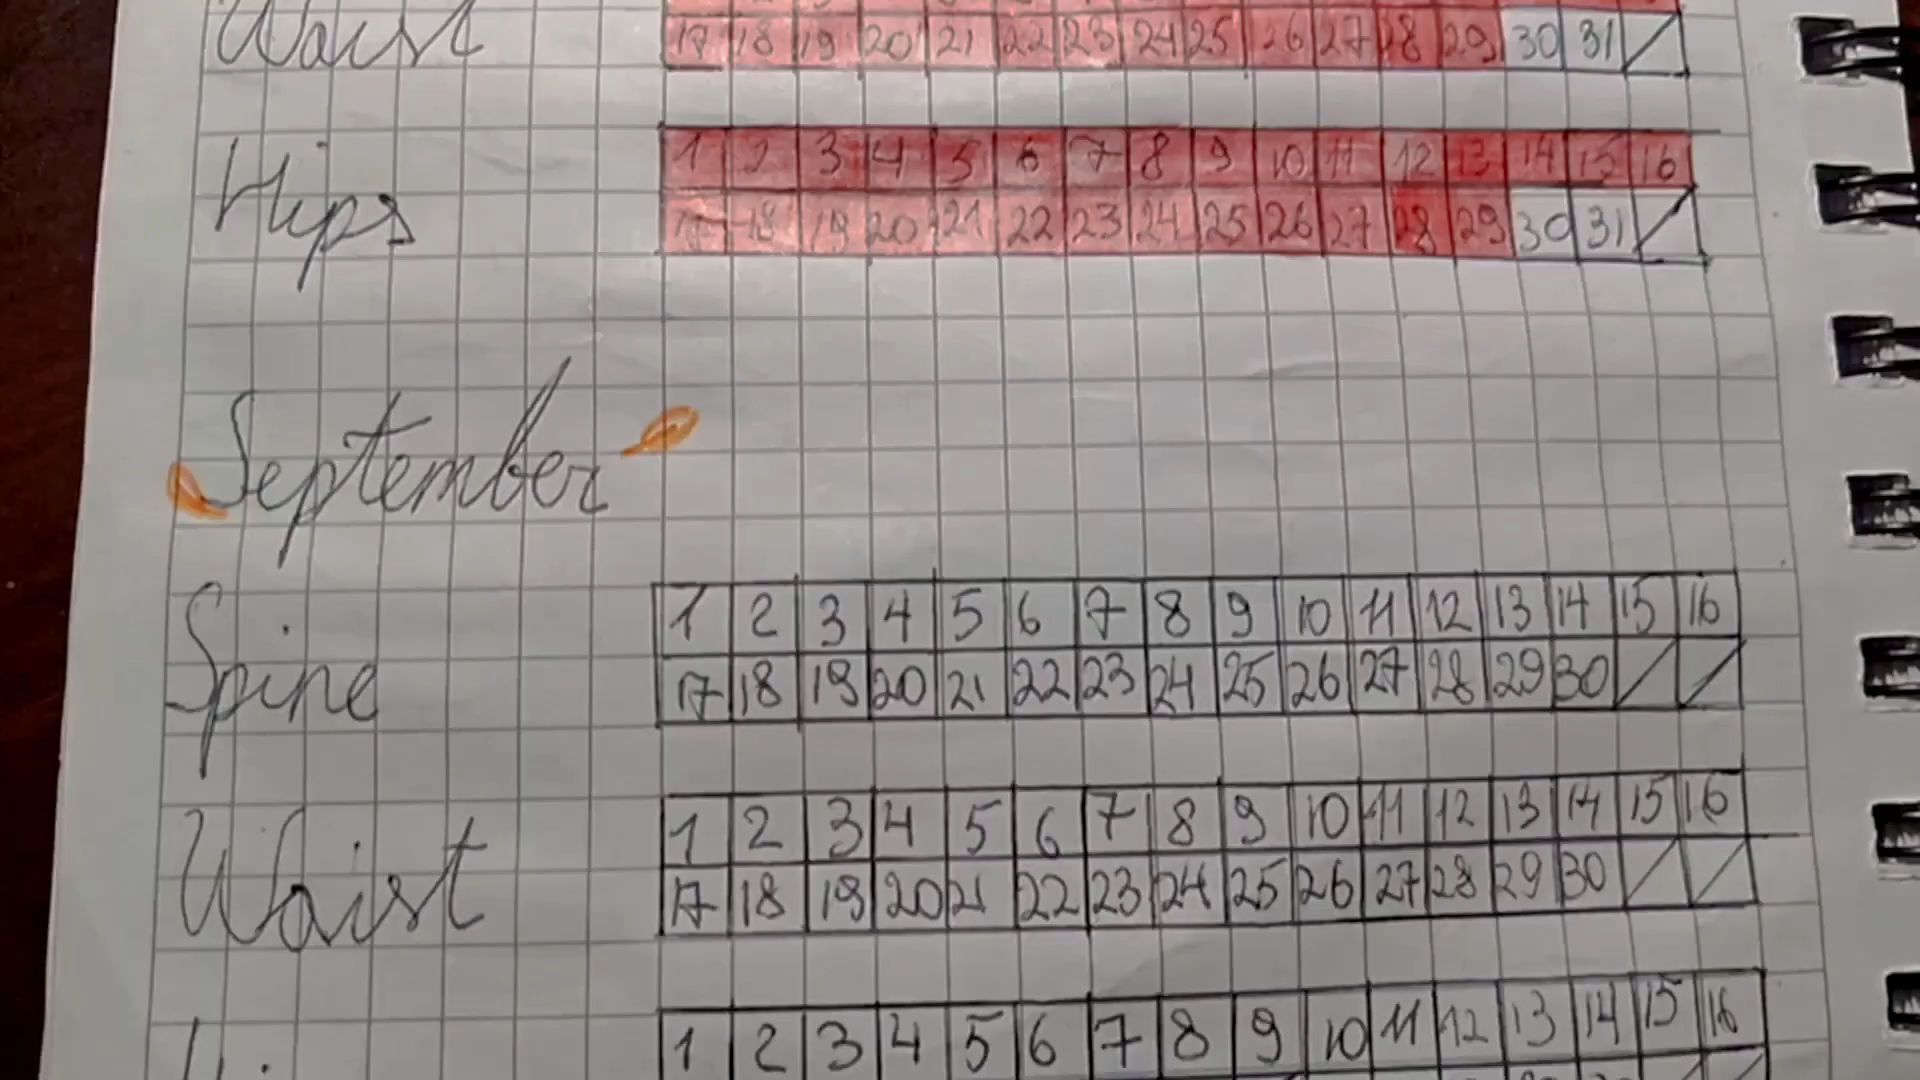 Waist 17 18 19 20 21 22 23 24 25 26 27 28 29 30 31
Hips 1 2 3 4 5 6 7 8 9 10 11 12 13 14 15 16
17 18 19 20 21 22 23 24 25 26 27 28 29 30 31
September
Spine 1 2 3 4 5 6 7 8 9 10 11 12 13 14 15 16
17 18 19 20 21 22 23 24 25 26 27 28 29 30
Waist 1 2 3 4 5 6 7 8 9 10 11 12 13 14 15 16
17 18 19 20 21 22 23 24 25 26 27 28 29 30
1 2 3 4 5 6 7 8 9 10 11 12 13 14 15 16